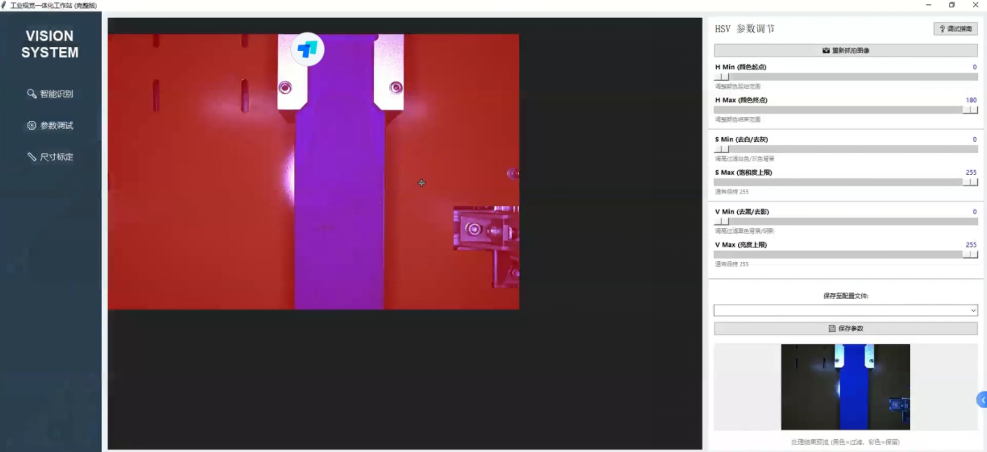 工业视觉一体化工作站 (完整版)
VISION
SYSTEM
智能识别
参数调试
尺寸标定
HSV 参数调节
调试指南
重新抓拍图像
H Min (颜色起点)
0
调整颜色起始范围
H Max (颜色终点)
180
调整颜色结束范围
S Min (去白/去灰)
0
调高过滤白色/灰色背景
S Max (饱和度上限)
255
通常保持 255
V Min (去黑/去影)
0
调高过滤黑色背景/阴影
V Max (亮度上限)
255
通常保持 255
保存至配置文件:
保存参数
处理结果预览 (黑色=过滤, 彩色=保留)